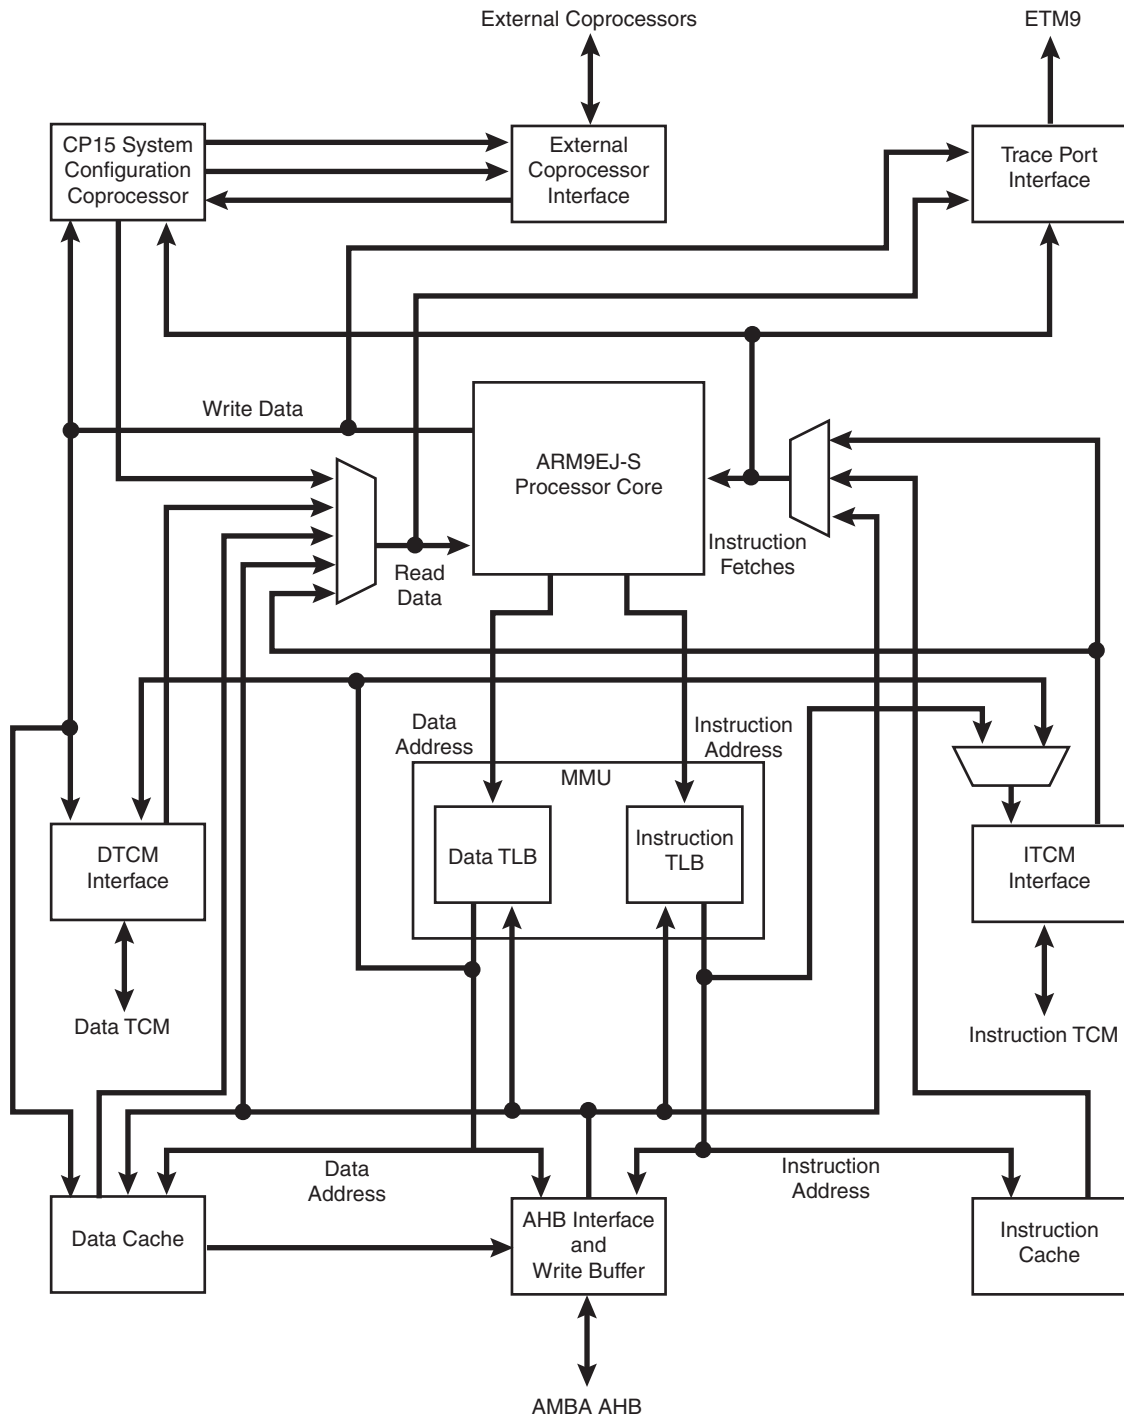 External Coprocessors
ETM9
CP15 System
Configuration
Coprocessor
External
Coprocessor
Interface
Trace Port
Interface
Write Data
ARM9EJ-S
Processor Core
Instruction
Fetches
Read
Data
Data
Address
Instruction
Address
MMU
DTCM
Interface
Data TLB
Instruction
TLB
ITCM
Interface
Data TCM
Instruction TCM
Data
Address
Instruction
Address
Data Cache
AHB Interface
and
Write Buffer
Instruction
Cache
AMBA AHB